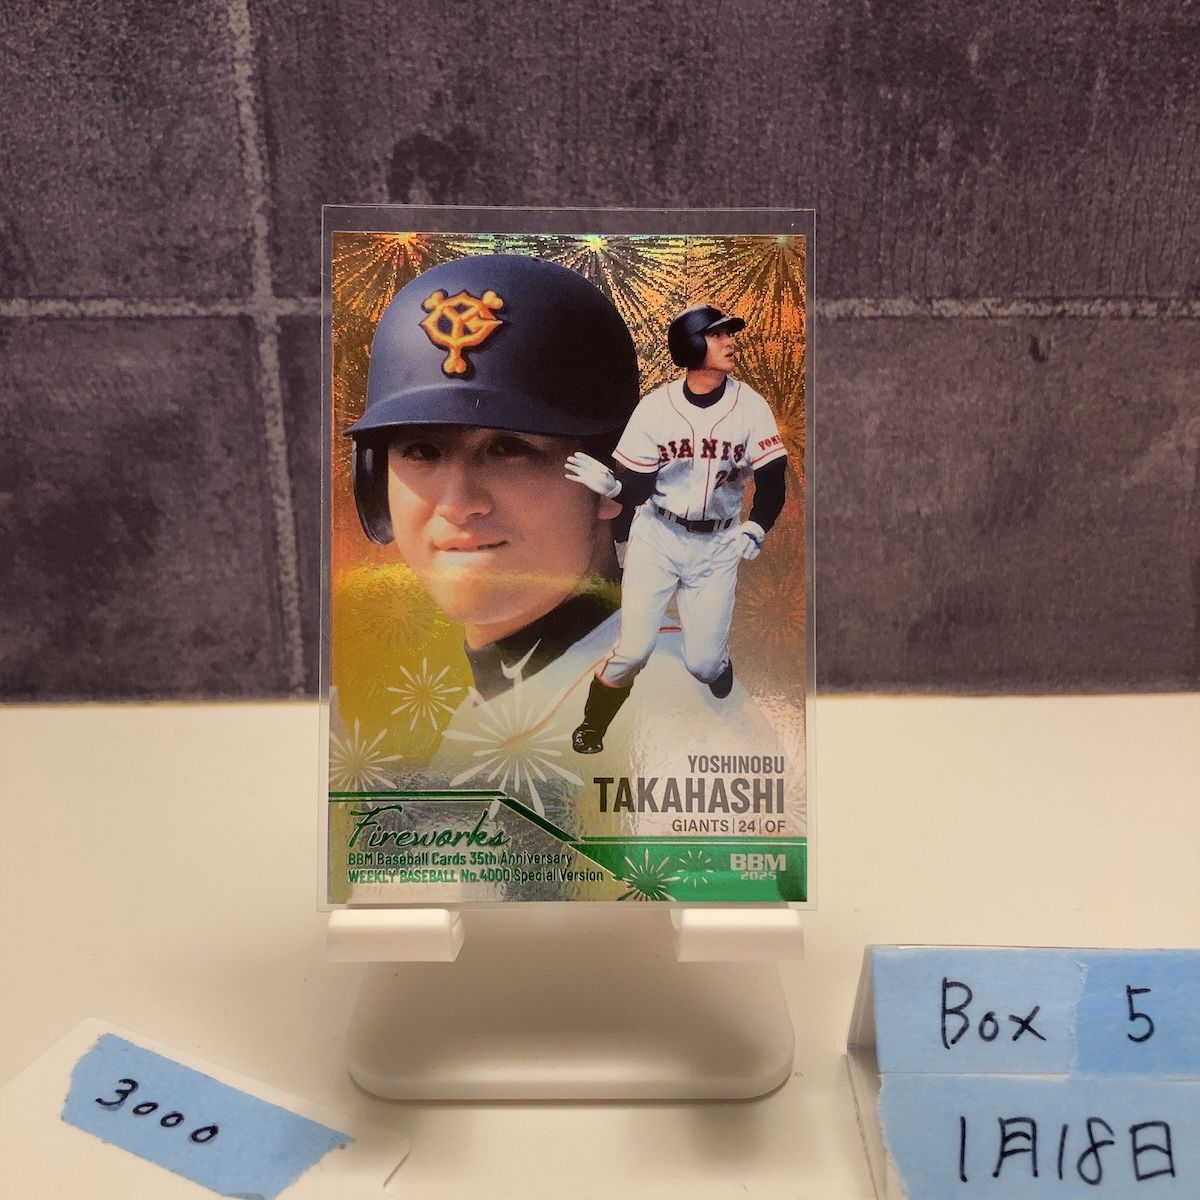 GIANTS
24
YOSHINOBU
TAKAHASHI
GIANTS|24|OF
Fireworks
BBM Baseball Cards 35th Anniversary
WEEKLY BASEBALL No.4000 Special Version
BBM
2025
3000
Box 5
1月18日